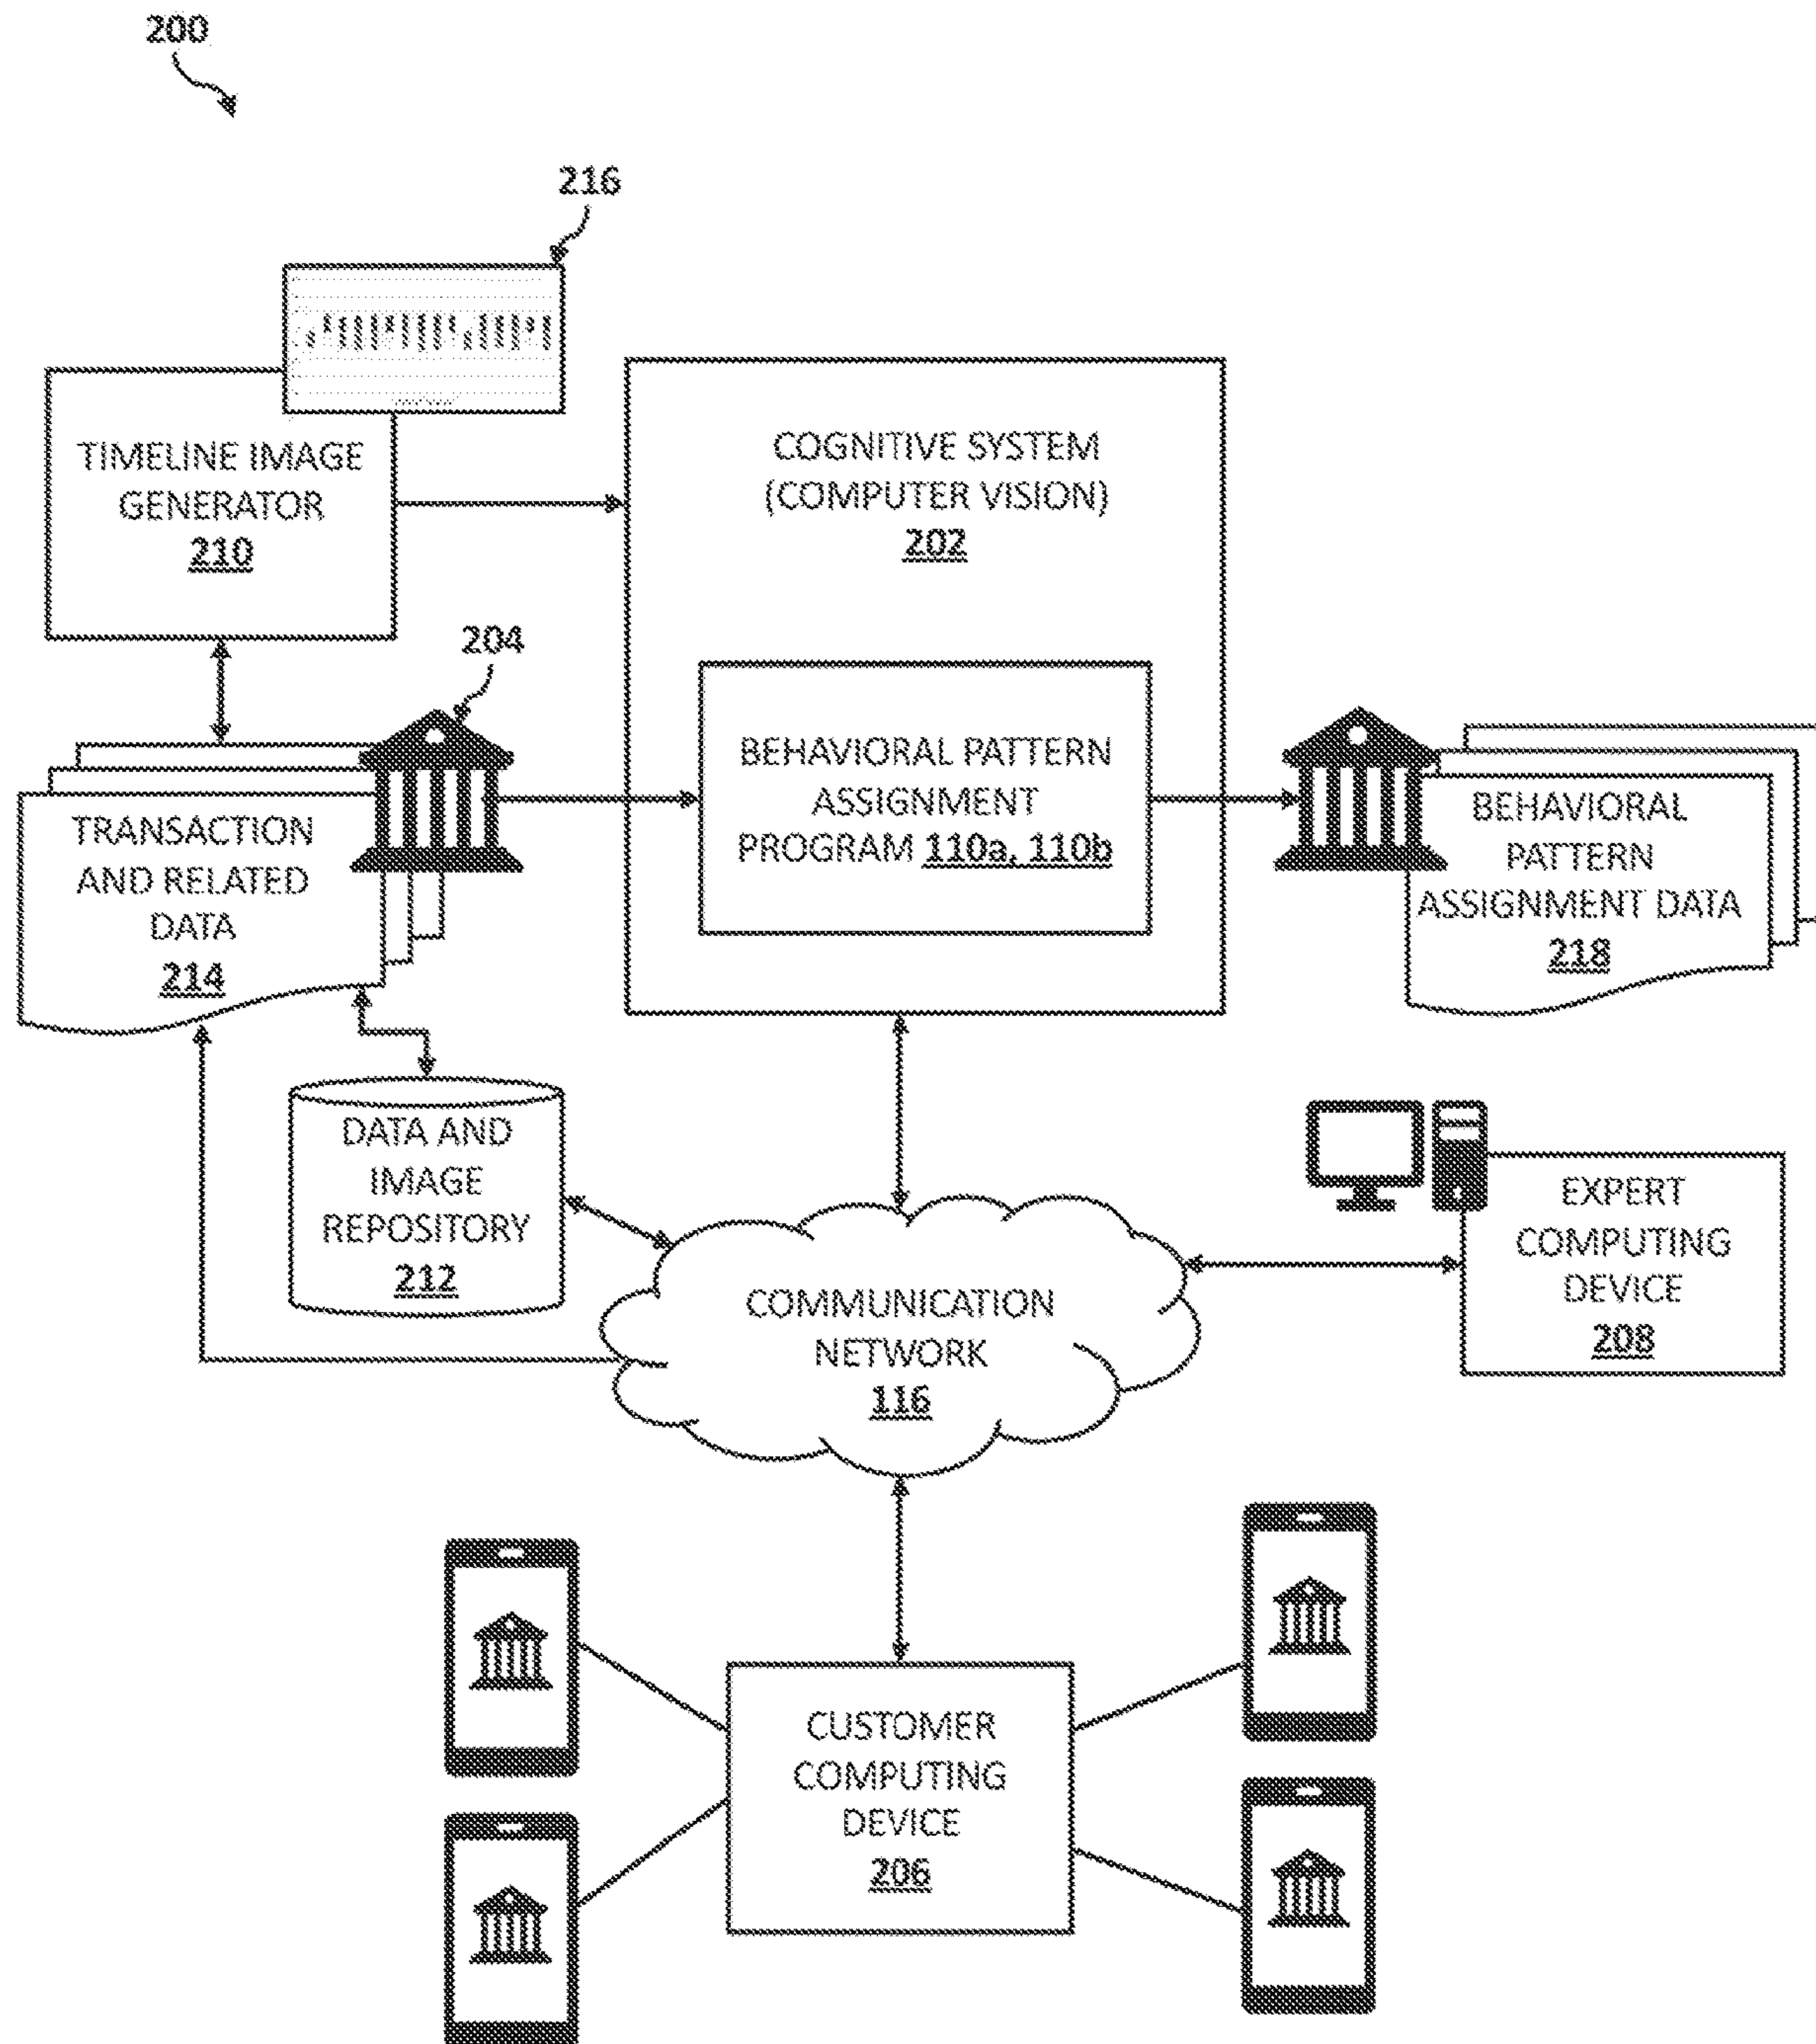 200
216
TIMELINE IMAGE
GENERATOR
210
COGNITIVE SYSTEM
(COMPUTER VISION)
202
204
TRANSACTION
AND RELATED
DATA
214
BEHAVIORAL PATTERN
ASSIGNMENT
PROGRAM 110a, 110b
BEHAVIORAL
PATTERN
ASSIGNMENT DATA
218
DATA AND
IMAGE
REPOSITORY
212
EXPERT
COMPUTING
DEVICE
208
COMMUNICATION
NETWORK
116
CUSTOMER
COMPUTING
DEVICE
206